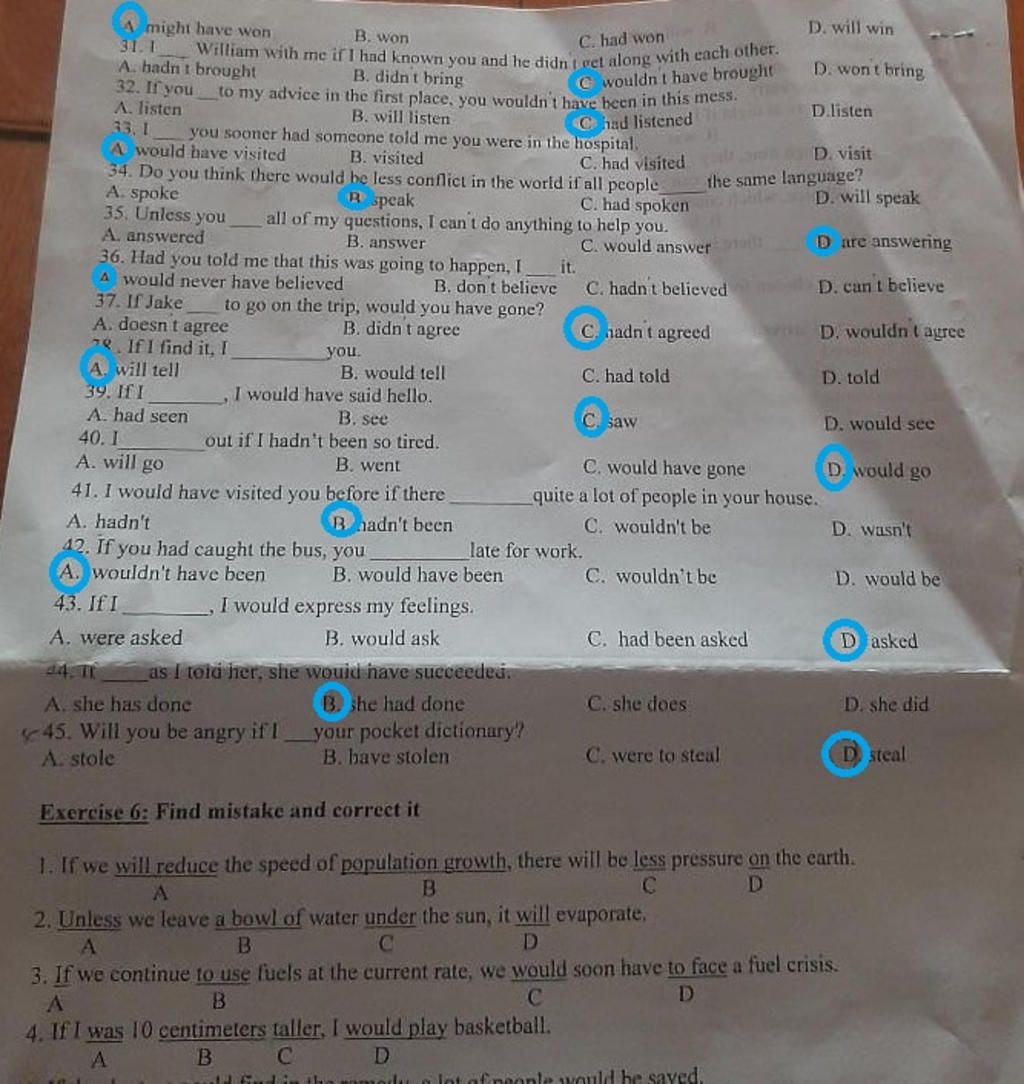 A. might have won B. won C. had won D. will win
31. I ___ William with me if I had known you and he didn't get along with each other.
A. hadn't brought B. didn't bring C. wouldn't have brought D. won't bring
32. If you ___ to my advice in the first place, you wouldn't have been in this mess.
A. listen B. will listen C. had listened D.listen
33. I ___ you sooner had someone told me you were in the hospital.
A. would have visited B. visited C. had visited D. visit
34. Do you think there would be less conflict in the world if all people ____ the same language?
A. spoke B. speak C. had spoken D. will speak
35. Unless you ___ all of my questions, I can't do anything to help you.
A. answered B. answer C. would answer D are answering
36. Had you told me that this was going to happen, I ___ it.
A would never have believed B. don't believe C. hadn't believed D. can't believe
37. If Jake ___ to go on the trip, would you have gone?
A. doesn't agree B. didn't agree C. hadn't agreed D. wouldn't agree
38. If I find it, I _________ you.
A. will tell B. would tell C. had told D. told
39. If I ________, I would have said hello.
A. had seen B. see C. saw D. would see
40. I_________ out if I hadn't been so tired.
A. will go B. went C. would have gone D. would go
41. I would have visited you before if there ________ quite a lot of people in your house.
A. hadn't B. hadn't been C. wouldn't be D. wasn't
42. If you had caught the bus, you __________ late for work.
A. wouldn't have been B. would have been C. wouldn't be D. would be
43. If I ________, I would express my feelings.
A. were asked B. would ask C. had been asked D asked
44. If ____ as I told her, she would have succeeded.
A. she has done B. she had done C. she does D. she did
45. Will you be angry if I ___ your pocket dictionary?
A. stole B. have stolen C. were to steal D. steal
Exercise 6: Find mistake and correct it
1. If we will reduce the speed of population growth, there will be less pressure on the earth.
A B C D
2. Unless we leave a bowl of water under the sun, it will evaporate.
A B C D
3. If we continue to use fuels at the current rate, we would soon have to face a fuel crisis.
A B C D
4. If I was 10 centimeters taller, I would play basketball.
A B C D
find in the remedy, a lot of people would be saved.